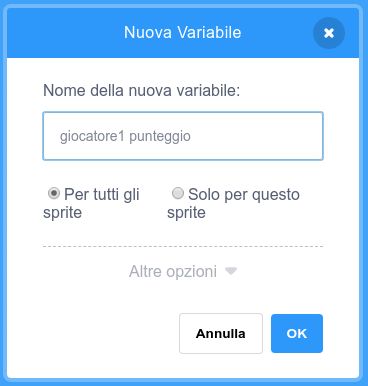 Nuova Variabile
Nome della nuova variabile:
giocatore1 punteggio
Per tutti gli sprite
Solo per questo sprite
Altre opzioni
Annulla
OK